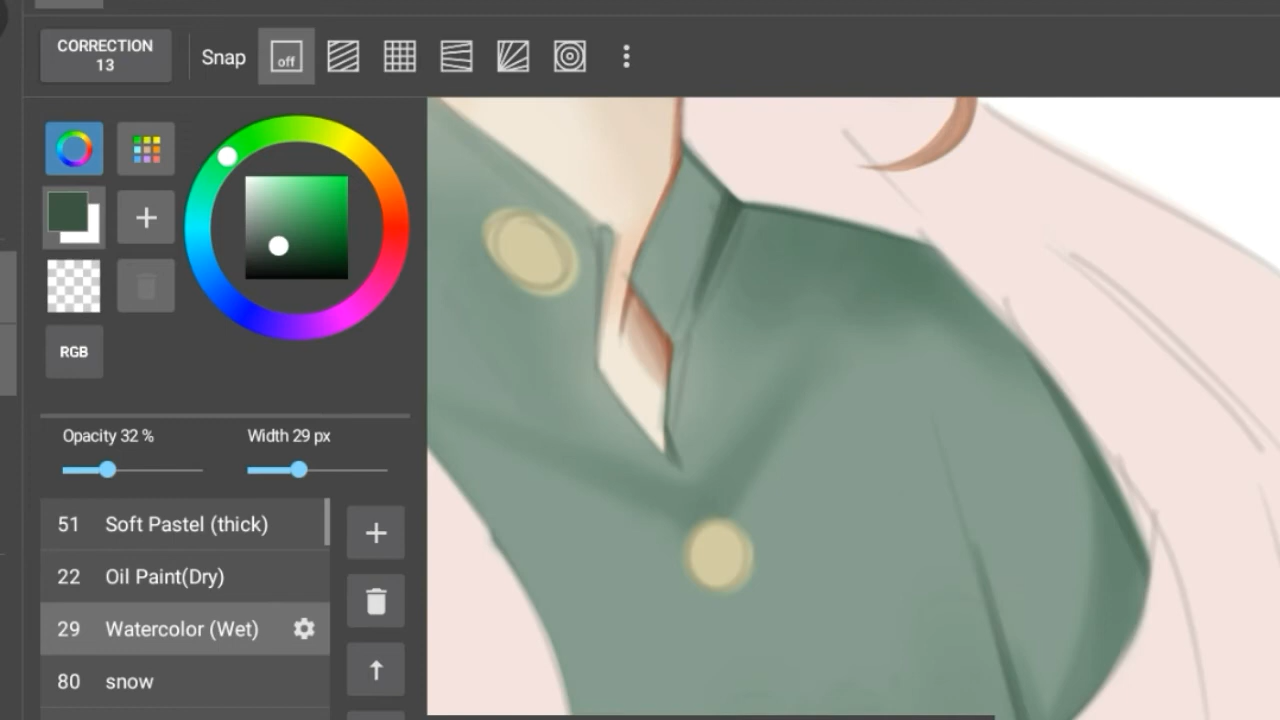 CORRECTION
13
Snap
off
RGB
Opacity 32 %
Width 29 px
51 Soft Pastel (thick)
22 Oil Paint(Dry)
29 Watercolor (Wet)
80 snow